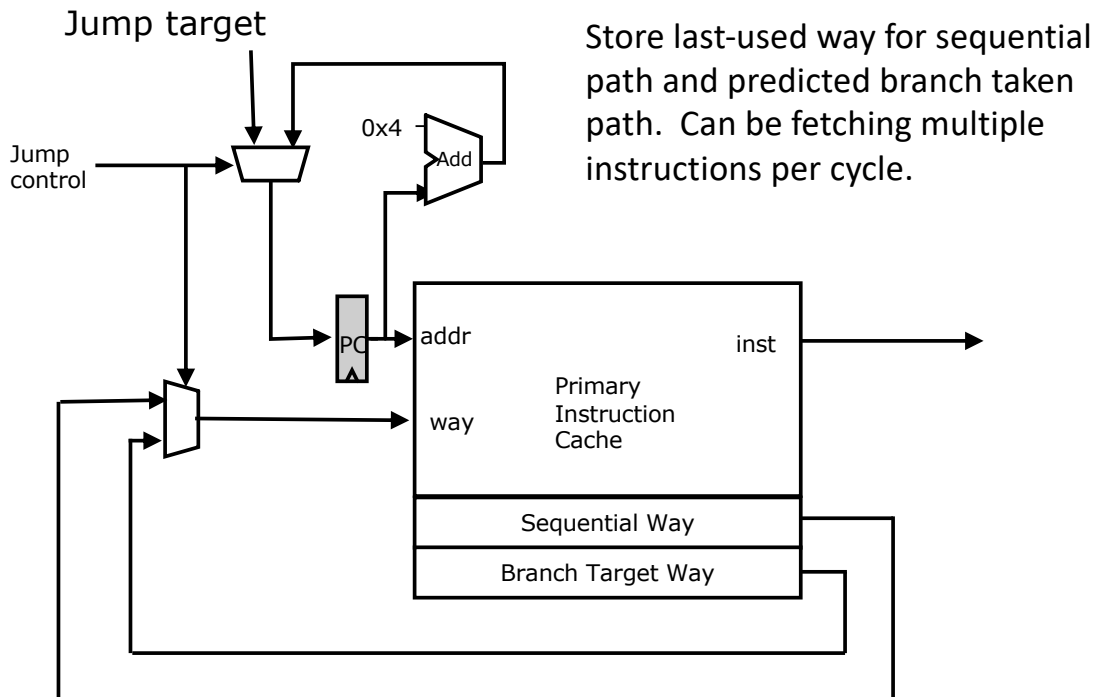 Jump target
Store last-used way for sequential
path and predicted branch taken
path. Can be fetching multiple
instructions per cycle.
0x4
Add
Jump
control
PC
addr
inst
Primary
Instruction
Cache
way
Sequential Way
Branch Target Way